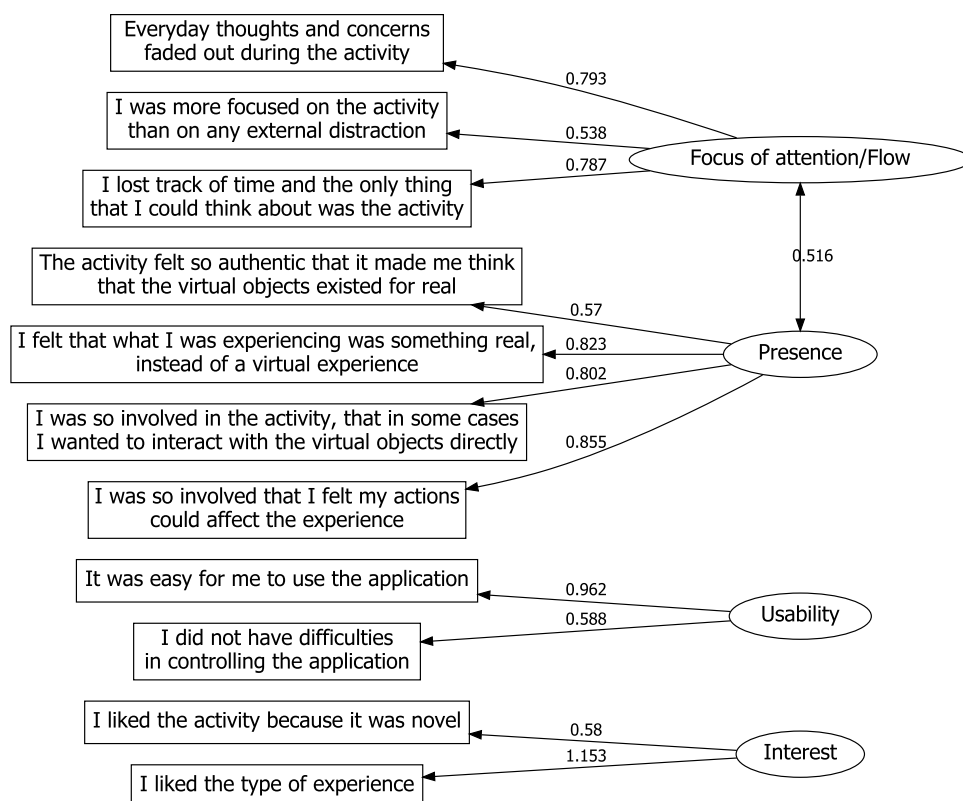 Everyday thoughts and concerns
faded out during the activity
0.793
I was more focused on the activity
than on any external distraction
0.538
Focus of attention/Flow
0.787
I lost track of time and the only thing
that I could think about was the activity
0.516
The activity felt so authentic that it made me think
that the virtual objects existed for real
0.57
I felt that what I was experiencing was something real,
instead of a virtual experience
0.823
Presence
0.802
I was so involved in the activity, that in some cases
I wanted to interact with the virtual objects directly
0.855
I was so involved that I felt my actions
could affect the experience
It was easy for me to use the application
0.962
Usability
0.588
I did not have difficulties
in controlling the application
I liked the activity because it was novel
0.58
Interest
1.153
I liked the type of experience